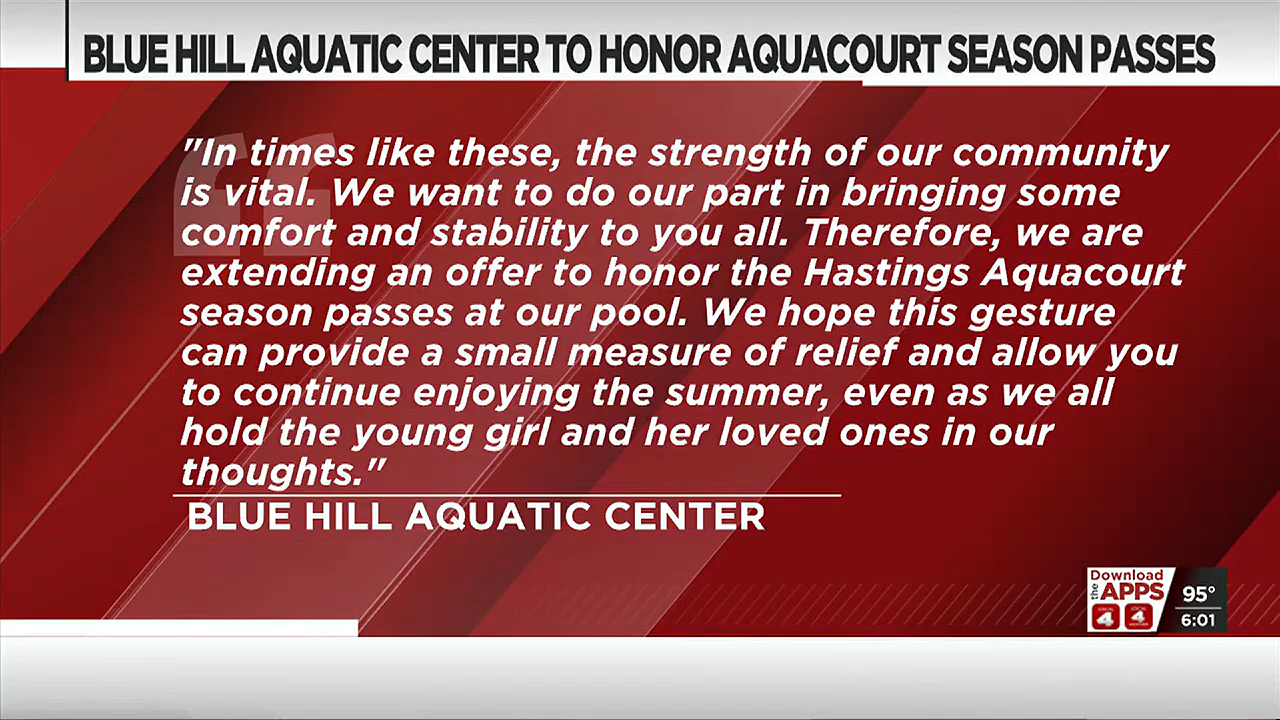 BLUE HILL AQUATIC CENTER TO HONOR AQUACOURT SEASON PASSES
"In times like these, the strength of our community
is vital. We want to do our part in bringing some
comfort and stability to you all. Therefore, we are
extending an offer to honor the Hastings Aquacourt
season passes at our pool. We hope this gesture
can provide a small measure of relief and allow you
to continue enjoying the summer, even as we all
hold the young girl and her loved ones in our
thoughts."
BLUE HILL AQUATIC CENTER
Download
the APPS
4 4
95°
6:01